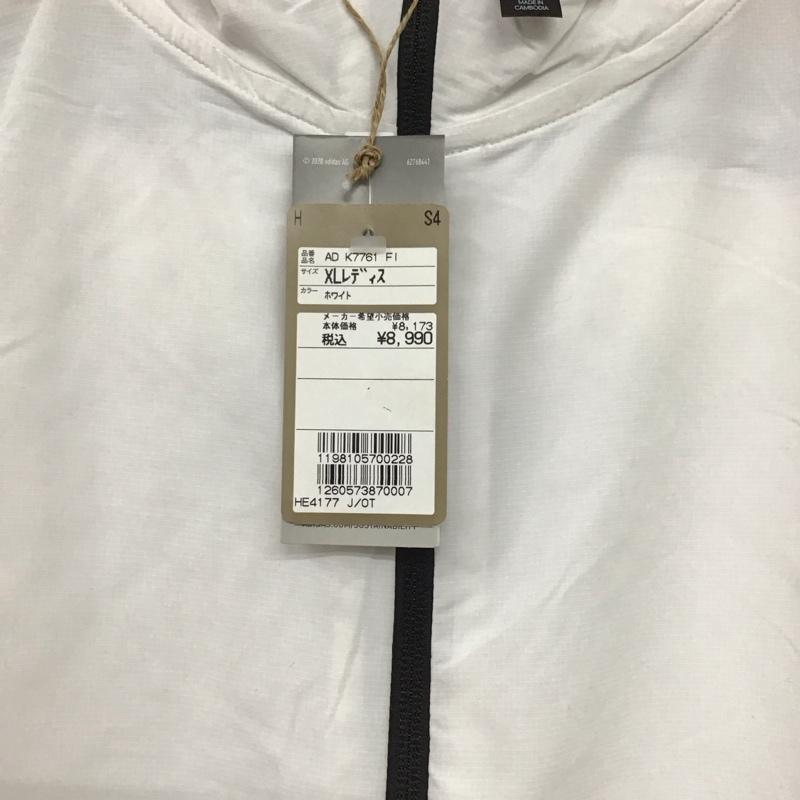 MADE IN
CAMBODIA
© 2020 adidas AG 62768441
H S4
品番
品名 AD K7761 FI
サイズ XLレディス
カラー ホワイト
メーカー希望小売価格
本体価格 ¥8,173
税込 ¥8,990
1198105700228
1260573870007
HE4177 J/OT